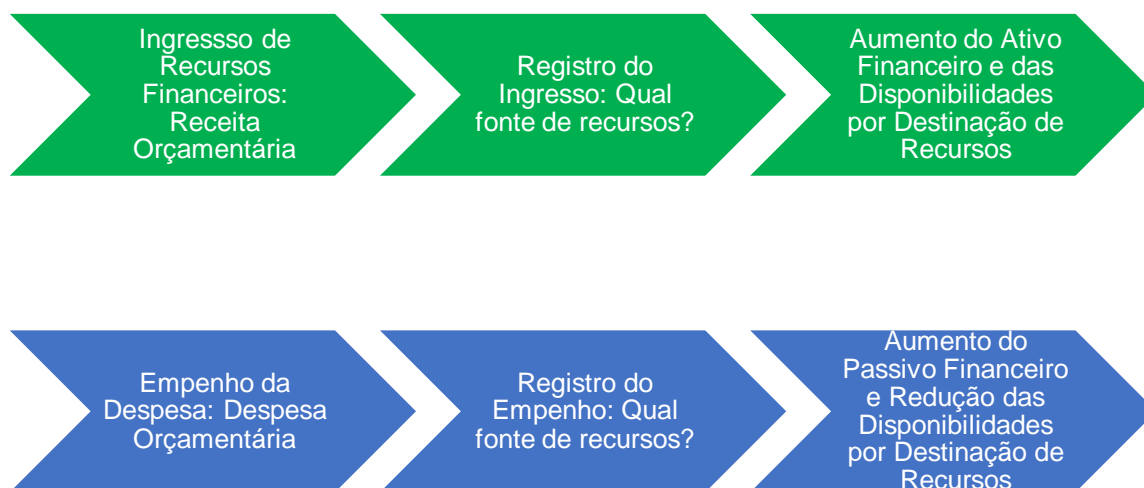 Ingressso de
Recursos
Financeiros:
Receita
Orçamentária
Registro do
Ingresso: Qual
fonte de recursos?
Aumento do Ativo
Financeiro e das
Disponibilidades
por Destinação de
Recursos
Empenho da
Despesa: Despesa
Orçamentária
Registro do
Empenho: Qual
fonte de recursos?
Aumento do
Passivo Financeiro
e Redução das
Disponibilidades
por Destinação de
Recursos